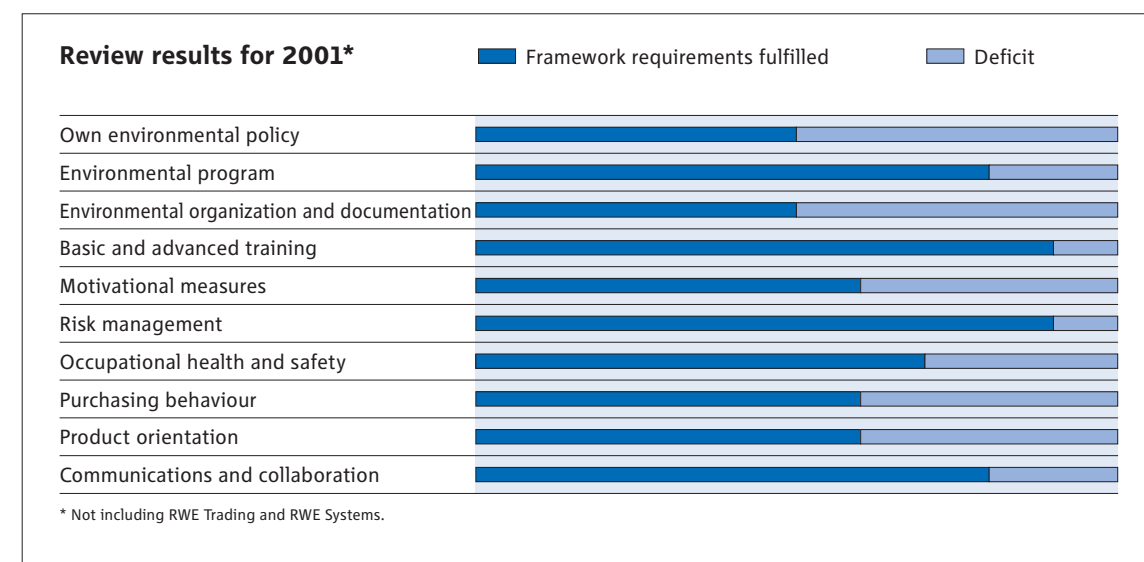 Review results for 2001*
Framework requirements fulfilled
Deficit
Own environmental policy
Environmental program
Environmental organization and documentation
Basic and advanced training
Motivational measures
Risk management
Occupational health and safety
Purchasing behaviour
Product orientation
Communications and collaboration
* Not including RWE Trading and RWE Systems.